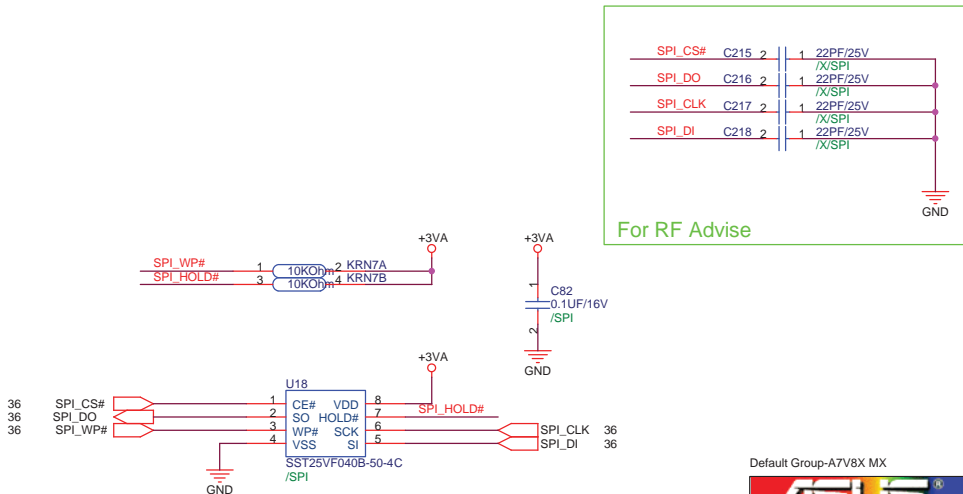 SPI_CS# C215 2 1 22PF/25V
/X/SPI
SPI_DO C216 2 1 22PF/25V
/X/SPI
SPI_CLK C217 2 1 22PF/25V
/X/SPI
SPI_DI C218 2 1 22PF/25V
/X/SPI
GND
For RF Advise
+3VA
SPI_WP# 1 10KOhm 2 KRN7A
SPI_HOLD# 3 10KOhm 4 KRN7B
+3VA
1
C82
0.1UF/16V
/SPI
2
GND
+3VA
U18
36 SPI_CS# 1 CE# VDD 8
36 SPI_DO 2 SO HOLD# 7 SPI_HOLD#
36 SPI_WP# 3 WP# SCK 6 SPI_CLK 36
4 VSS SI 5 SPI_DI 36
SST25VF040B-50-4C
/SPI
GND
Default Group-A7V8X MX
®